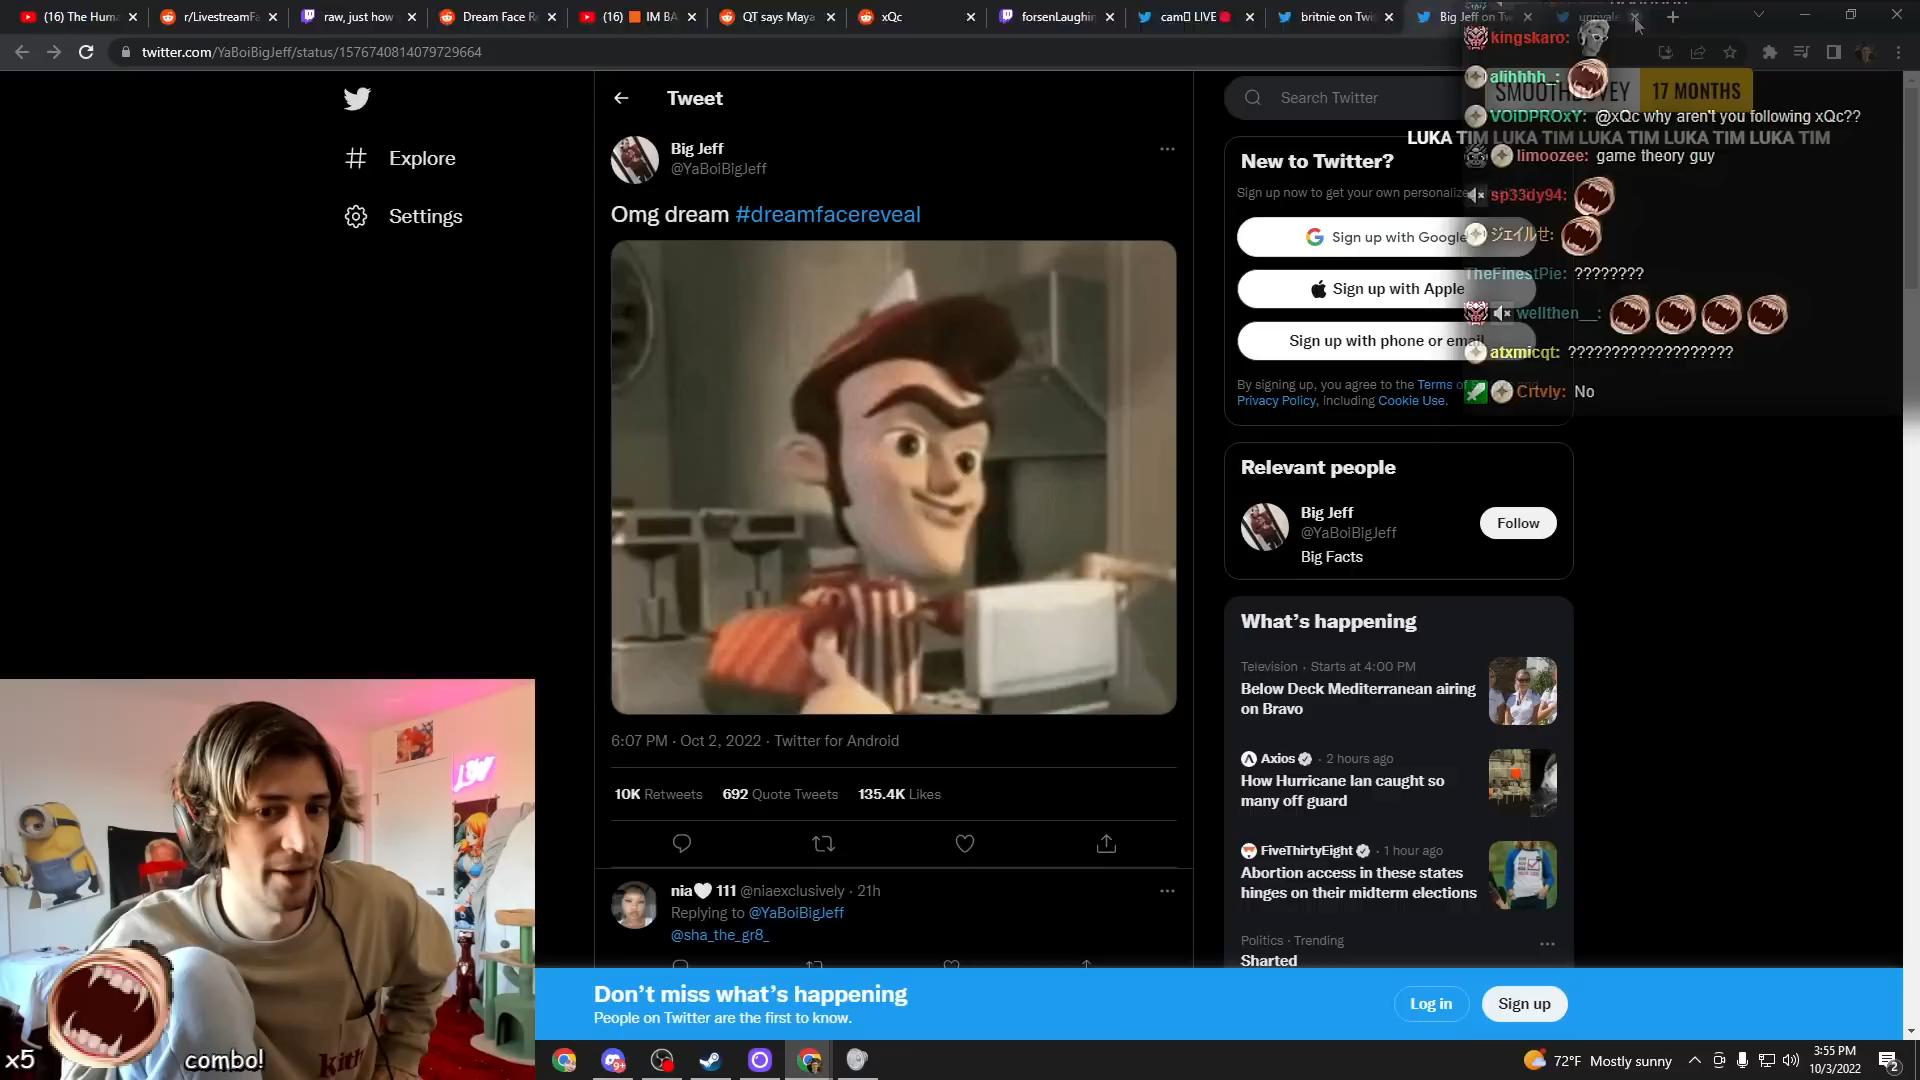 (16) The Huma
r/LivestreamFa
raw, just how
Dream Face Re
(16) IM BA
QT says Maya
xQc
forsenLaughin
cam LIVE
britnie on Twi
Big Jeff on Tw
twitter.com/YaBoiBigJeff/status/1576740814079729664
Explore
Settings
Tweet
Big Jeff
@YaBoiBigJeff
Omg dream #dreamfacereveal
6:07 PM · Oct 2, 2022 · Twitter for Android
10K Retweets 692 Quote Tweets 135.4K Likes
nia🤍 111 @niaexclusively · 21h
Replying to @YaBoiBigJeff
@sha_the_gr8_
Search Twitter
New to Twitter?
Sign up now to get your own personalize
Sign up with Google
Sign up with Apple
Sign up with phone or email
By signing up, you agree to the Terms of
Privacy Policy, including Cookie Use.
Relevant people
Big Jeff
@YaBoiBigJeff
Big Facts
Follow
What's happening
Television · Starts at 4:00 PM
Below Deck Mediterranean airing
on Bravo
Axios · 2 hours ago
How Hurricane Ian caught so
many off guard
FiveThirtyEight · 1 hour ago
Abortion access in these states
hinges on their midterm elections
Politics · Trending
Sharted
kingskaro:
alihhhh_:
17 MONTHS
VOiDPROxY: @xQc why aren't you following xQc??
LUKA TIM LUKA TIM LUKA TIM LUKA TIM LUKA TIM
limoozee: game theory guy
sp33dy94:
ジェイルせ:
TheFinestPie: ????????
wellthen__:
atxmicqt: ???????????????????
Crtvly: No
Don't miss what's happening
People on Twitter are the first to know.
Log in
Sign up
x5
combo!
72°F Mostly sunny
3:55 PM
10/3/2022
2